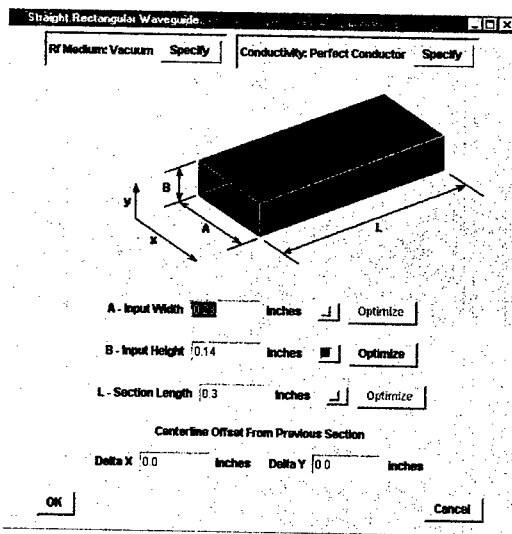 Straight Rectangular Waveguide
Rf Medium: Vacuum Specify Conductivity: Perfect Conductor Specify
B
y
A
x
L
A - Input Width inches Optimize
B - Input Height 0.14 inches Optimize
L - Section Length 0.3 inches Optimize
Centerline Offset From Previous Section
Delta X 0.0 inches Delta Y 0.0 inches
OK Cancel